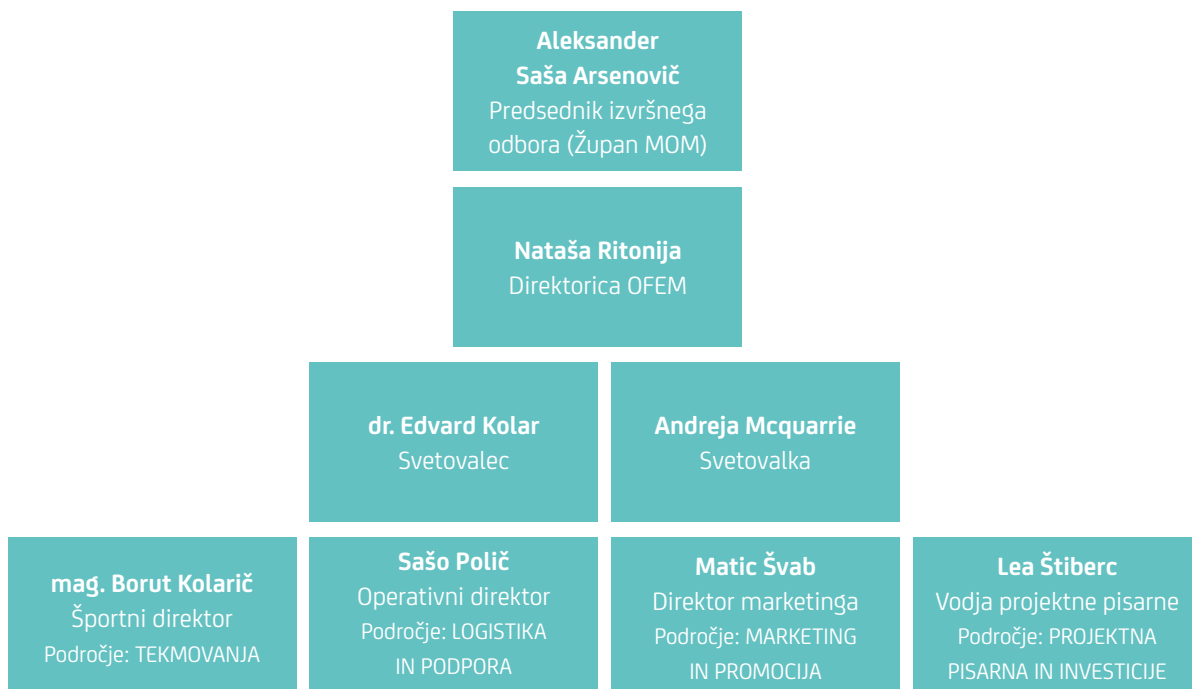 Aleksander
Saša Arsenovič
Predsednik izvršnega
odbora (Župan MOM)
Nataša Ritonija
Direktorica OFEM
dr. Edvard Kolar
Svetovalec
Andreja Mcquarrie
Svetovalka
mag. Borut Kolarič
Športni direktor
Področje: TEKMOVANJA
Sašo Polič
Operativni direktor
Področje: LOGISTIKA
IN PODPORA
Matic Švab
Direktor marketinga
Področje: MARKETING
IN PROMOCIJA
Lea Štiberc
Vodja projektne pisarne
Področje: PROJEKTNA
PISARNA IN INVESTICIJE